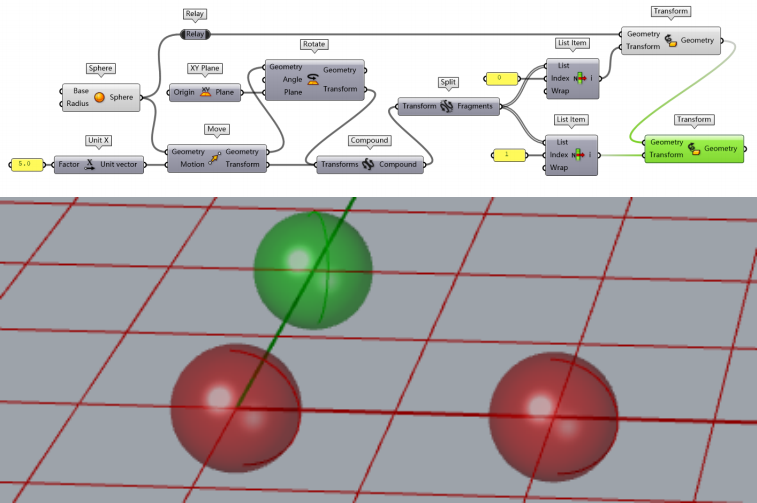 Relay
Relay
Transform
Geometry
Transform
Geometry
Rotate
Geometry
Angle
Plane
Geometry
Transform
List Item
0
List
Index
Wrap
i
Sphere
Base
Radius
Sphere
XY Plane
Origin
XY
Plane
Split
Transform
Fragments
Unit X
5.0
Factor
X
Unit vector
Move
Geometry
Motion
Geometry
Transform
Compound
Transforms
Compound
List Item
1
List
Index
Wrap
i
Transform
Geometry
Transform
Geometry